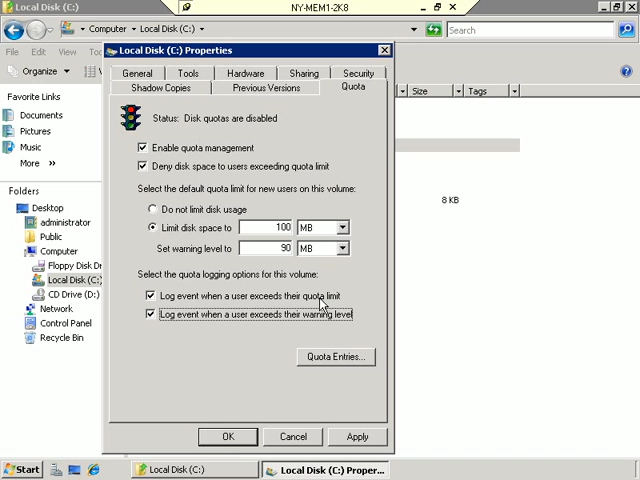 Local Disk (C:)
NY-MEM1-2K8
Computer
Local Disk (C:)
Search
File
Edit
View
Organize
Favorite Links
Documents
Pictures
Music
More »
Folders
Desktop
administrator
Public
Computer
Floppy Disk Dr
Local Disk (C:)
CD Drive (D:)
Network
Control Panel
Recycle Bin
Size
Tags
8 KB
Local Disk (C:) Properties
General
Tools
Hardware
Sharing
Security
Shadow Copies
Previous Versions
Quota
Status: Disk quotas are disabled
Enable quota management
Deny disk space to users exceeding quota limit
Select the default quota limit for new users on this volume:
Do not limit disk usage
Limit disk space to 100 MB
Set warning level to 90 MB
Select the quota logging options for this volume:
Log event when a user exceeds their quota limit
Log event when a user exceeds their warning level
Quota Entries...
OK
Cancel
Apply
Start
Local Disk (C:)
Local Disk (C:) Proper...